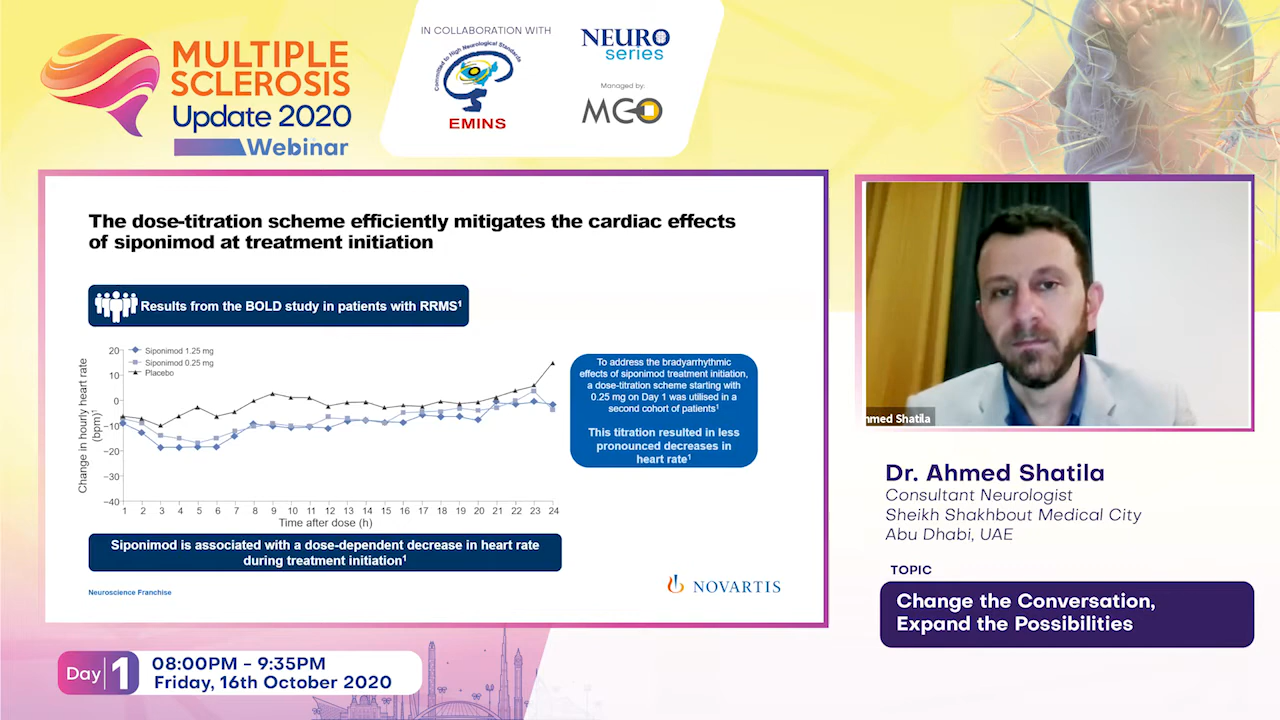 MULTIPLE
SCLEROSIS
Update 2020
Webinar
IN COLLABORATION WITH
Committed to High Neurological Standards
EMINS
NEURO
series
Managed by:
MCO
The dose-titration scheme efficiently mitigates the cardiac effects
of siponimod at treatment initiation
Results from the BOLD study in patients with RRMS¹
Change in hourly heart rate
(bpm)¹
20
10
0
−10
−20
−30
−40
Siponimod 1.25 mg
Siponimod 0.25 mg
Placebo
1 2 3 4 5 6 7 8 9 10 11 12 13 14 15 16 17 18 19 20 21 22 23 24
Time after dose (h)
To address the bradyarrhythmic
effects of siponimod treatment initiation,
a dose-titration scheme starting with
0.25 mg on Day 1 was utilised in a
second cohort of patients¹
This titration resulted in less
pronounced decreases in
heart rate¹
Siponimod is associated with a dose-dependent decrease in heart rate
during treatment initiation¹
Neuroscience Franchise
NOVARTIS
hmed Shatila
Dr. Ahmed Shatila
Consultant Neurologist
Sheikh Shakhbout Medical City
Abu Dhabi, UAE
TOPIC
Change the Conversation,
Expand the Possibilities
Day 1
08:00PM - 9:35PM
Friday, 16th October 2020